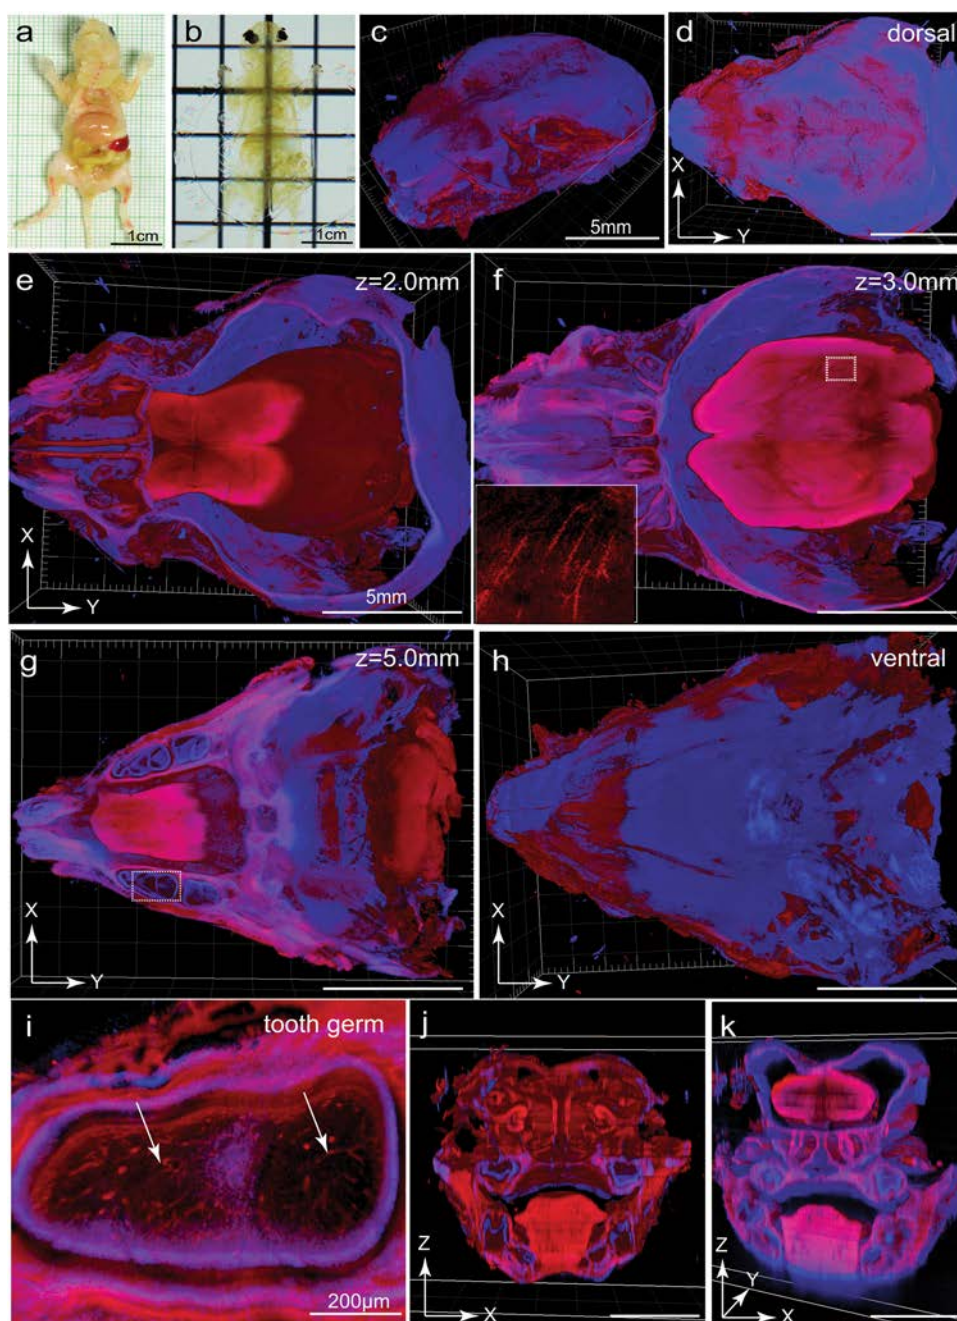 a
1cm
b
1cm
c
5mm
d
dorsal
X
Y
e
z=2.0mm
X
Y
5mm
f
z=3.0mm
g
z=5.0mm
X
Y
h
ventral
X
Y
i
tooth germ
200µm
j
Z
X
k
Z
Y
X